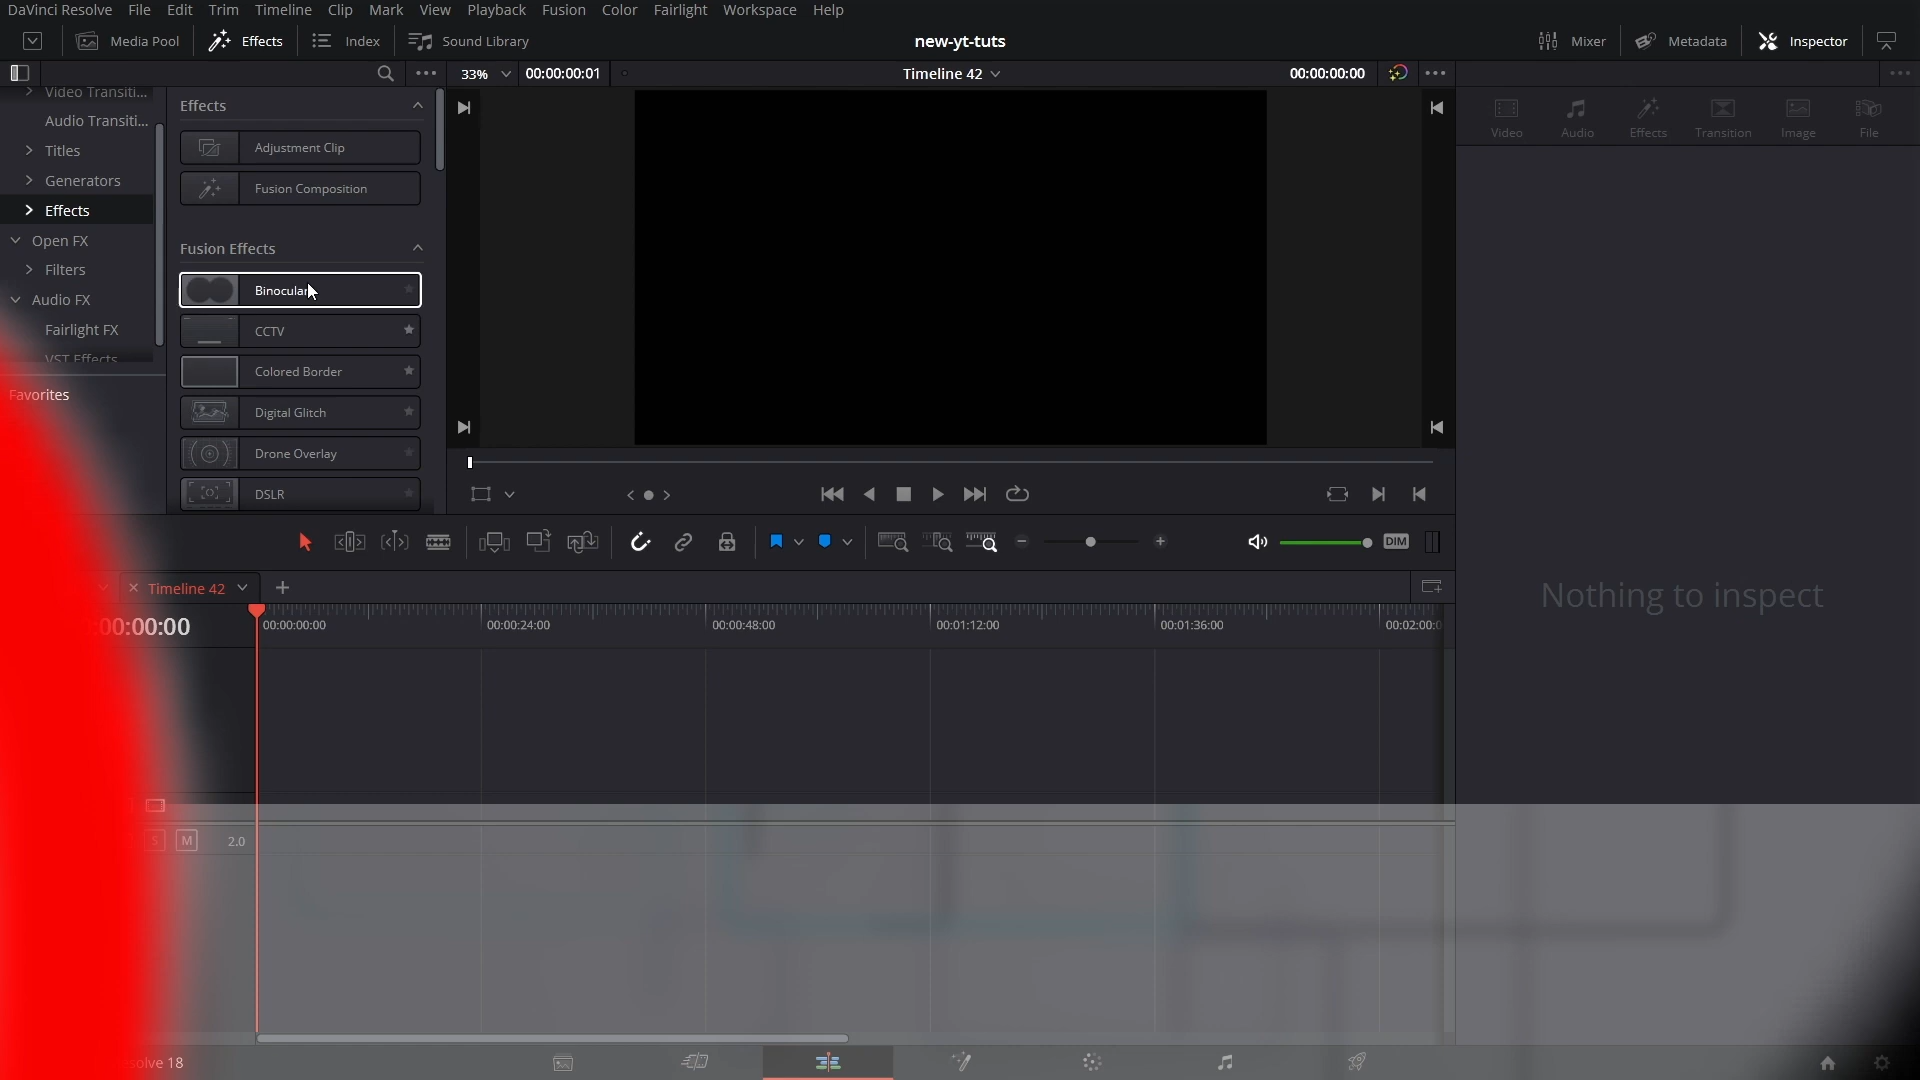 DaVinci Resolve File Edit Trim Timeline Clip Mark View Playback Fusion Color Fairlight Workspace Help
Media Pool Effects Index Sound Library new-yt-tuts Mixer Metadata Inspector
33% 00:00:00:01 Timeline 42 00:00:00:00
Video Transiti...
Audio Transiti...
Titles
Generators
Effects
Open FX
Filters
Audio FX
Fairlight FX
VST Effects
Favorites
Effects
Adjustment Clip
Fusion Composition
Fusion Effects
Binocular
CCTV
Colored Border
Digital Glitch
Drone Overlay
DSLR
Video Audio Effects Transition Image File
Nothing to inspect
DIM
Timeline 42
:00:00:00
00:00:00:00 00:00:24:00 00:00:48:00 00:01:12:00 00:01:36:00 00:02:00:0
S M 2.0
solve 18